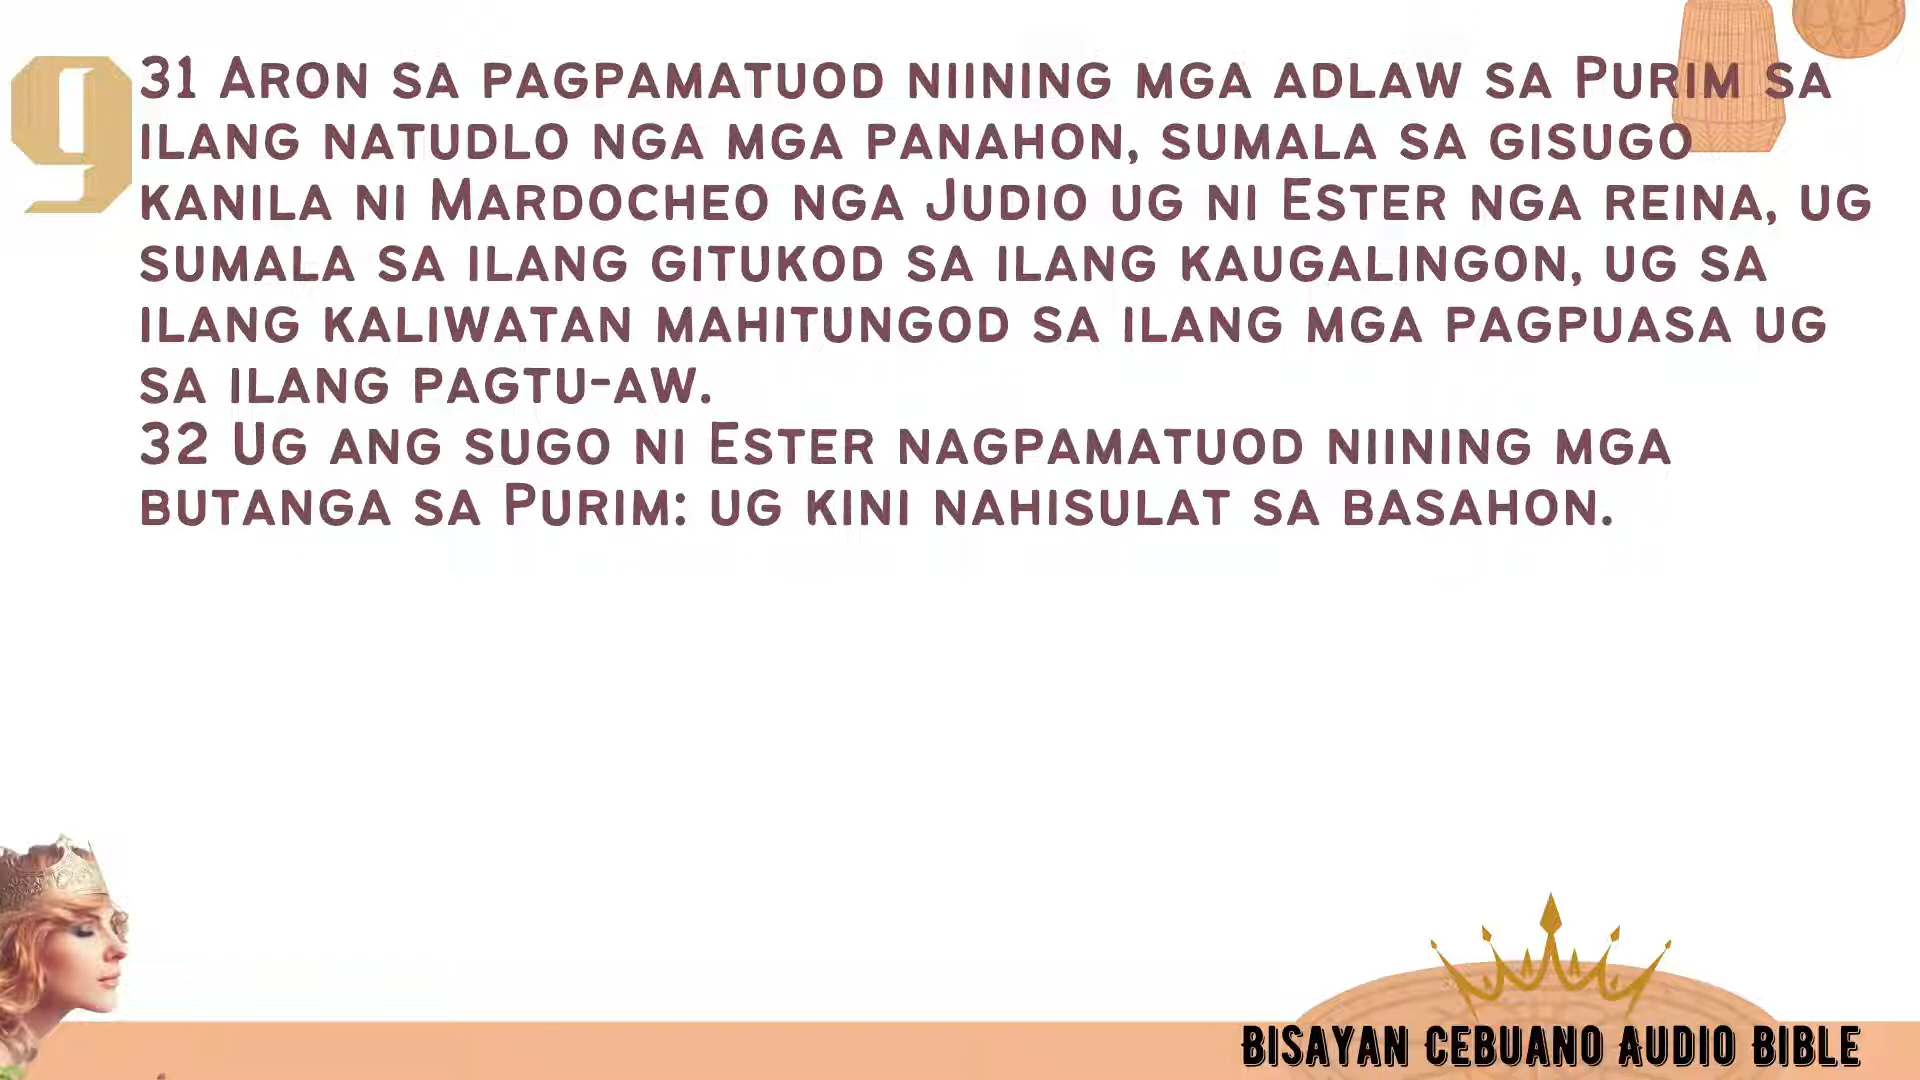 9
31 Aron sa pagpamatuod niining mga adlaw sa Purim sa
ilang natudlo nga mga panahon, sumala sa gisugo
kanila ni Mardocheo nga Judio ug ni Ester nga reina, ug
sumala sa ilang gitukod sa ilang kaugalingon, ug sa
ilang kaliwatan mahitungod sa ilang mga pagpuasa ug
sa ilang pagtu-aw.
32 Ug ang sugo ni Ester nagpamatuod niining mga
butanga sa Purim: ug kini nahisulat sa basahon.
BISAYAN CEBUANO AUDIO BIBLE